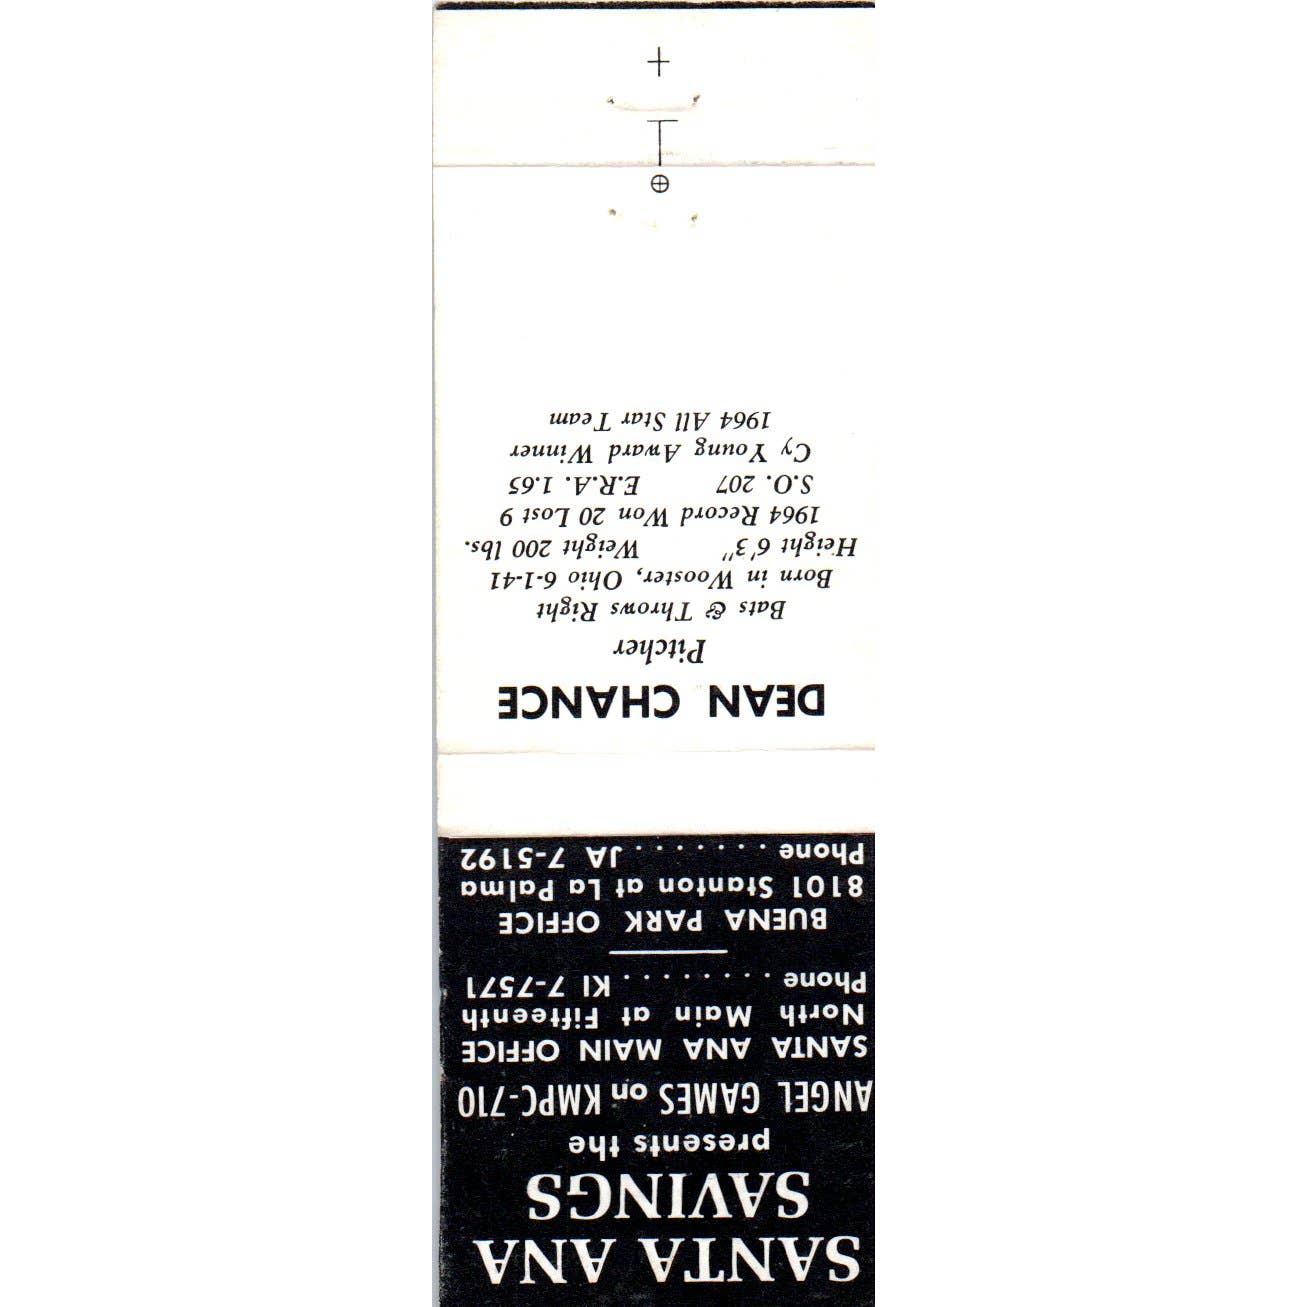 SANTA ANA
SAVINGS
presents the
ANGEL GAMES on KMPC-710
SANTA ANA MAIN OFFICE
North Main at Fifteenth
Phone ........ KI 7-7571
BUENA PARK OFFICE
8101 Stanton at La Palma
Phone ........ JA 7-5192
DEAN CHANCE
Pitcher
Bats & Throws Right
Born in Wooster, Ohio 6-1-41
Height 6'3" Weight 200 lbs.
1964 Record Won 20 Lost 9
S.O. 207 E.R.A. 1.65
Cy Young Award Winner
1964 All Star Team